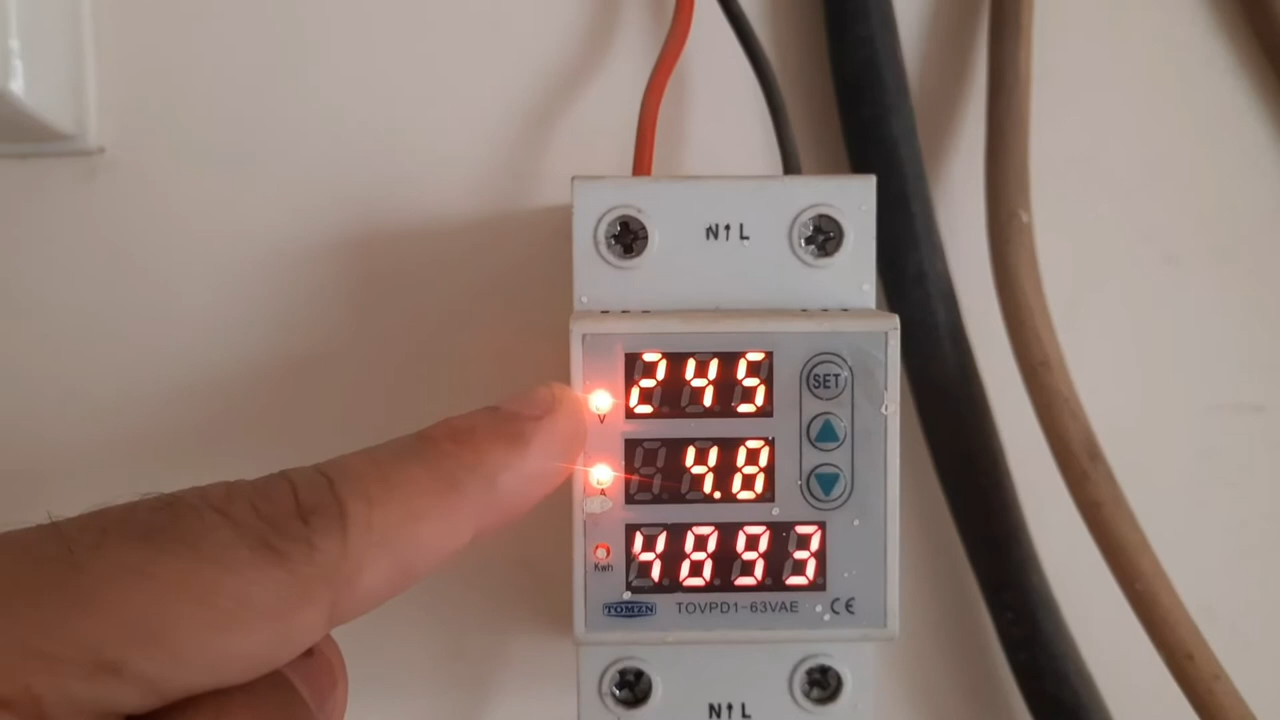 N↑L
245
V
SET
4.8
A
4893
Kwh
TOMZN TOVPD1-63VAE CE
N↑L